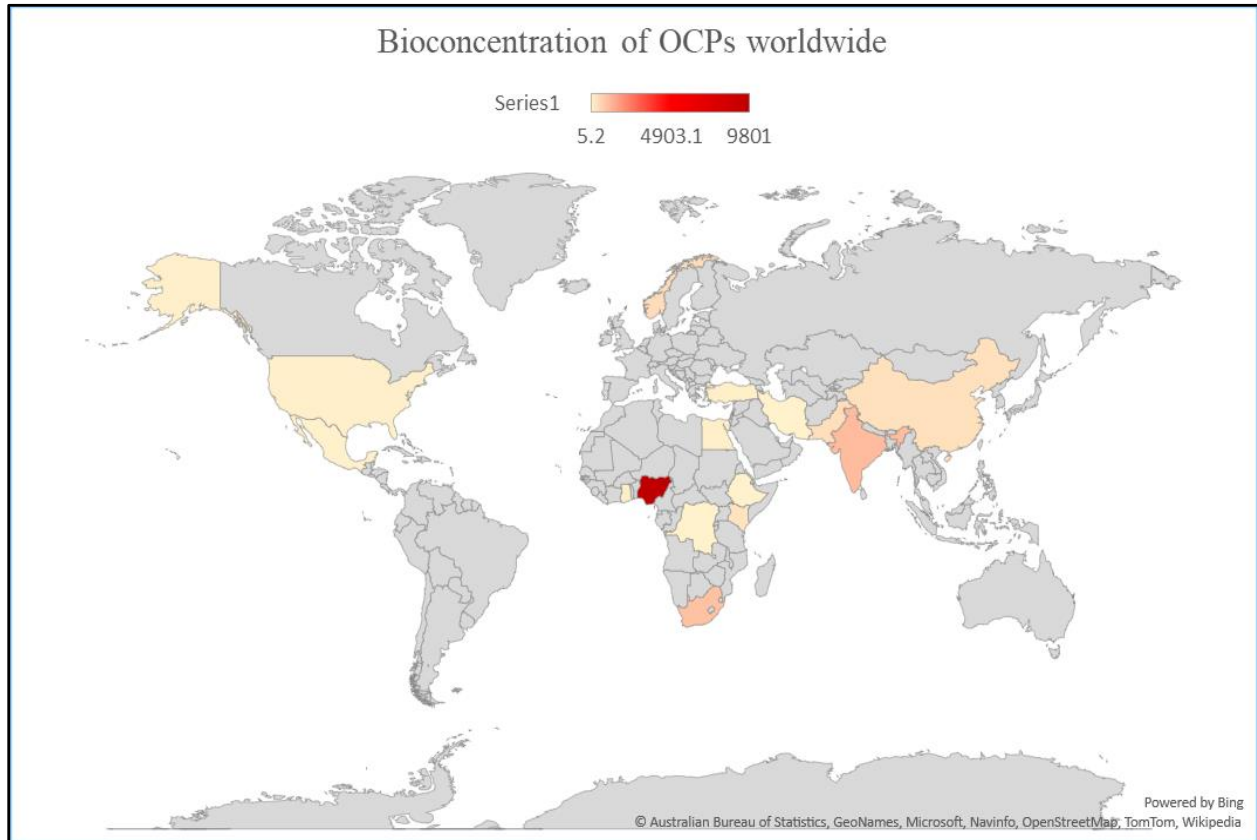 Bioconcentration of OCPs worldwide
Series1
5.2 4903.1 9801
Powered by Bing
© Australian Bureau of Statistics, GeoNames, Microsoft, Navinfo, OpenStreetMap, TomTom, Wikipedia